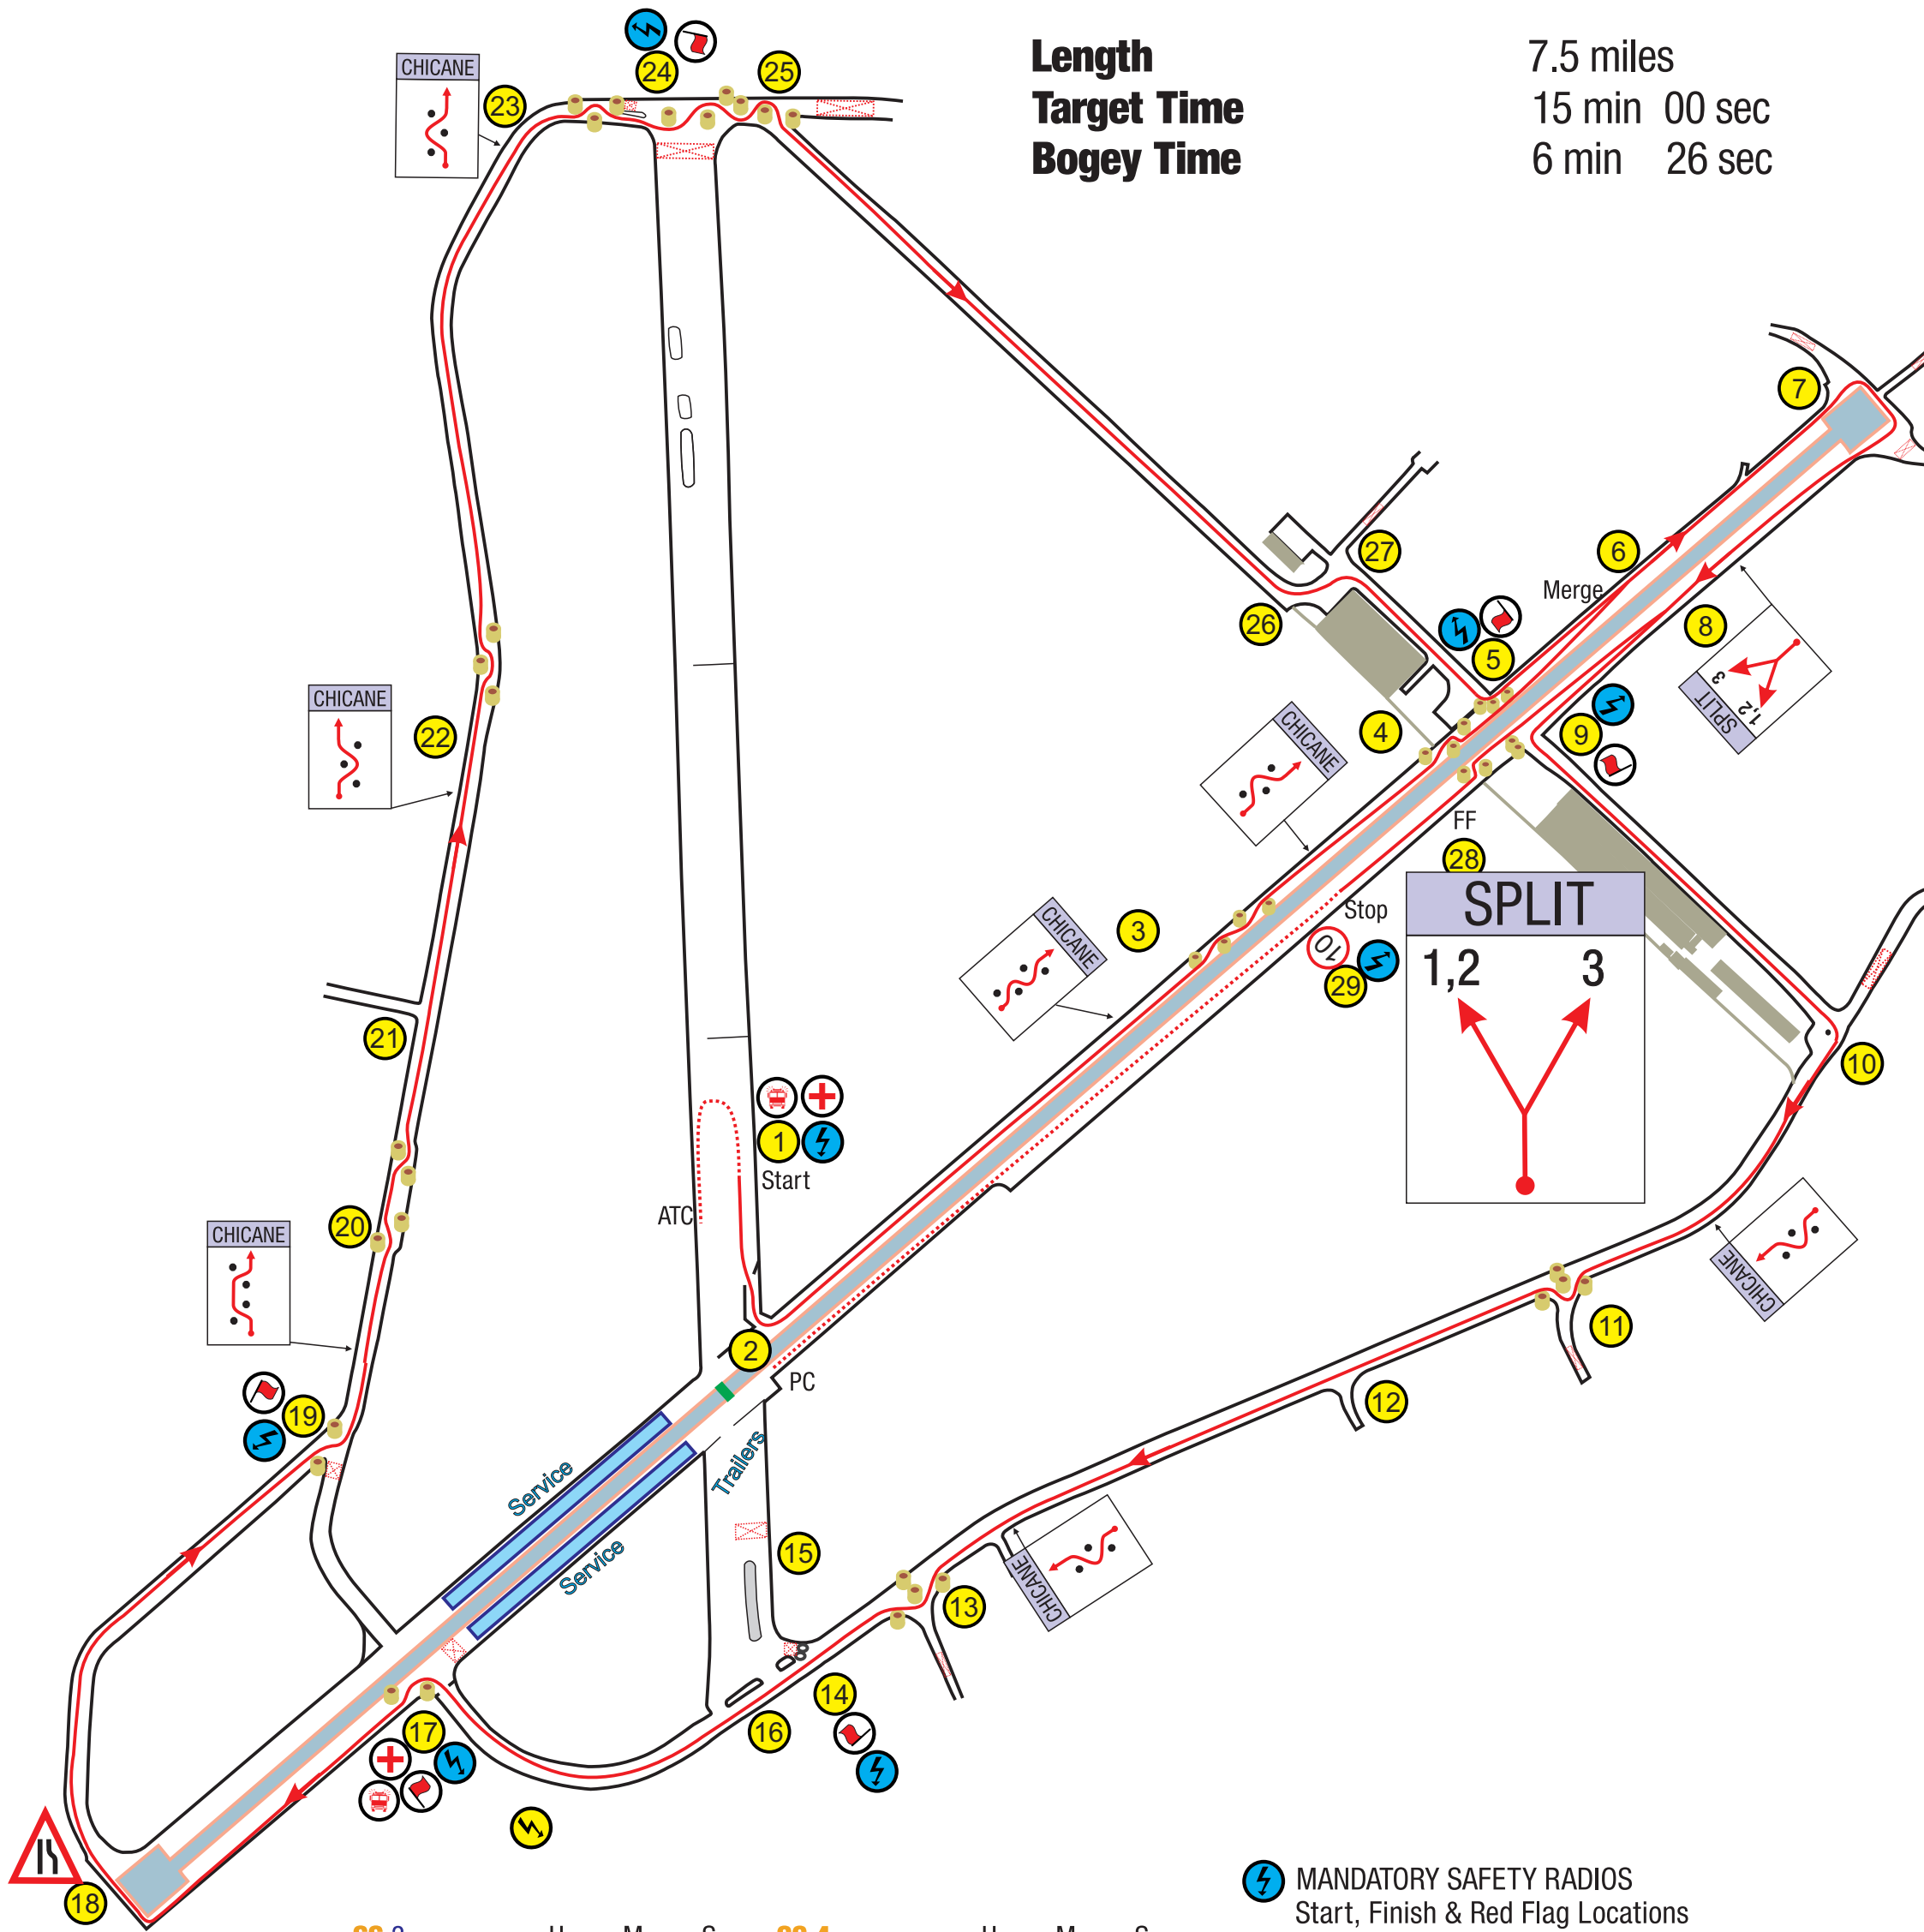 Length 7.5 miles
Target Time 15 min 00 sec
Bogey Time 6 min 26 sec
CHICANE
23
24
25
7
27
6
Merge
26
5
8
3
1,2
SPLIT
CHICANE
22
4
9
CHICANE
FF
28
SPLIT
1,2 3
Stop
10
29
3
CHICANE
21
10
1
Start
ATC
20
CHICANE
CHICANE
11
2
PC
12
19
Service
Trailers
Service
15
CHICANE
13
14
16
17
18
MANDATORY SAFETY RADIOS
Start, Finish & Red Flag Locations